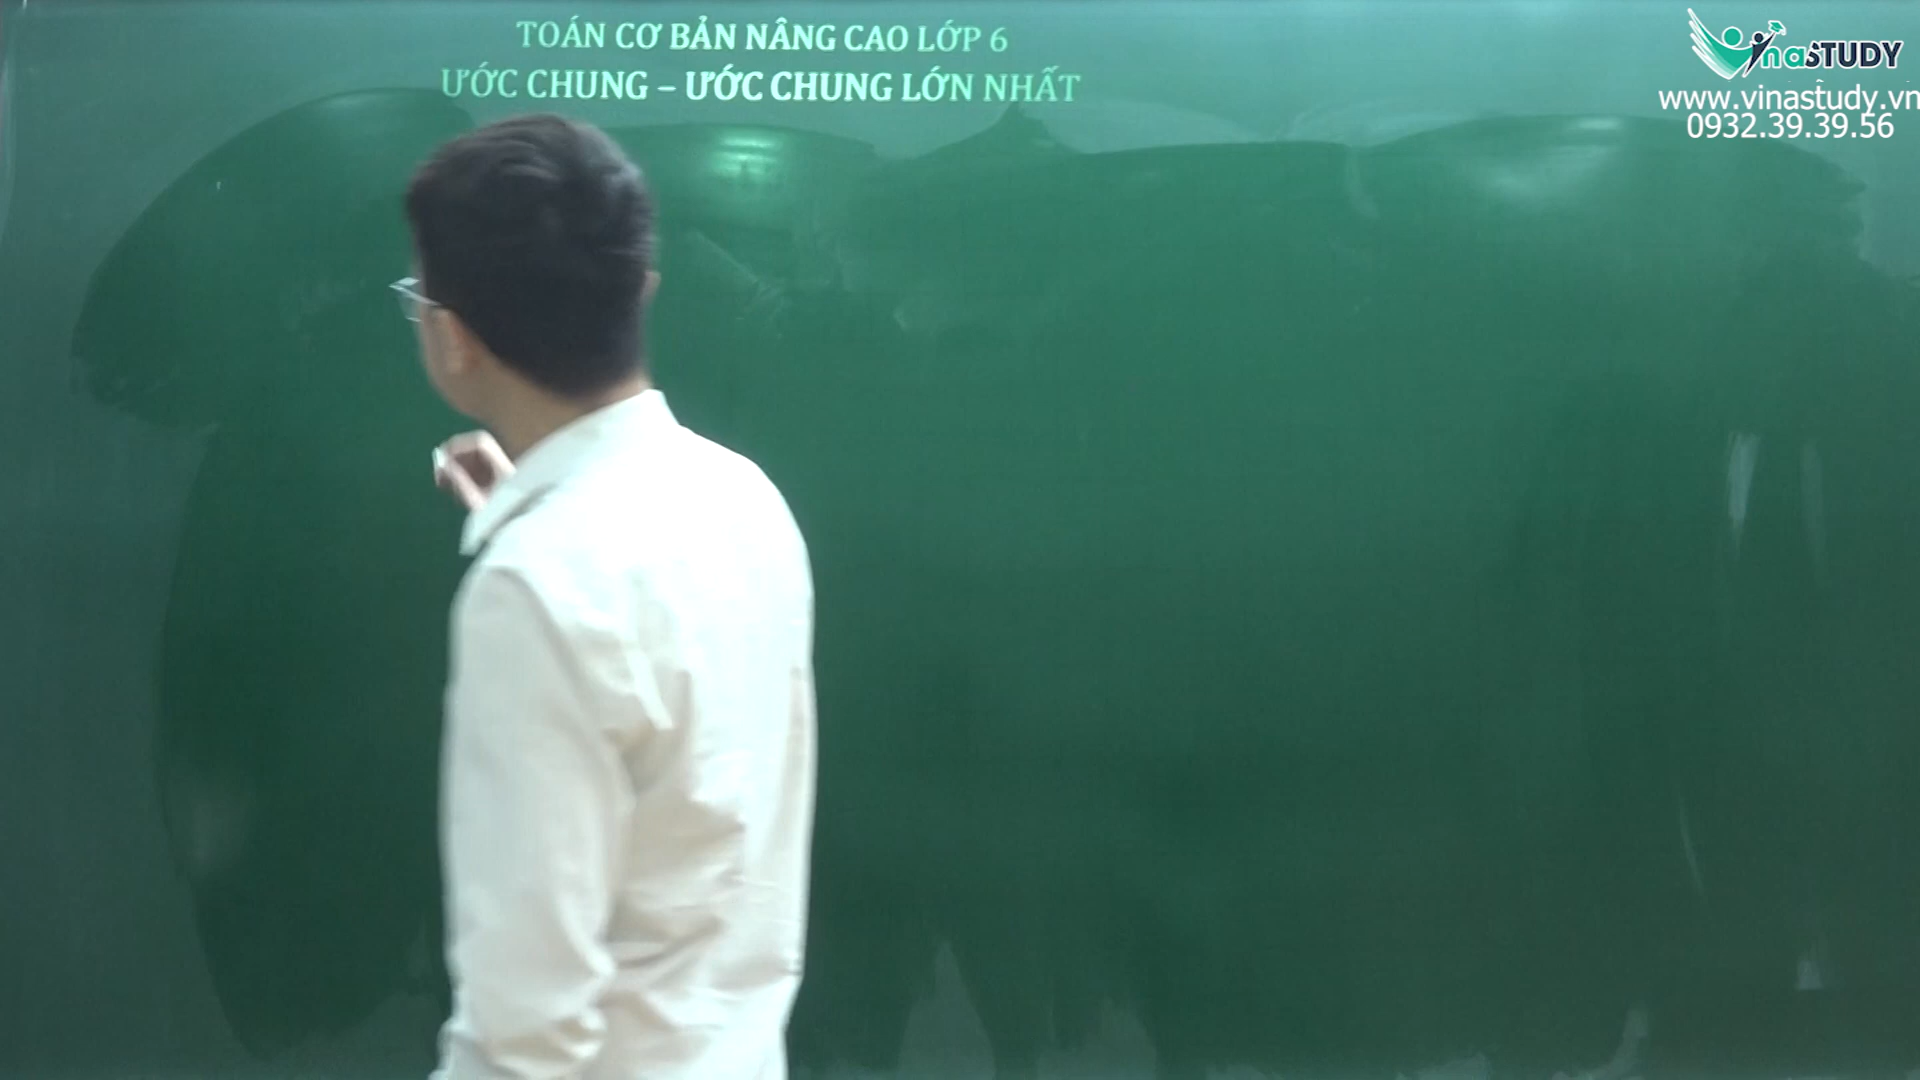 TOÁN CƠ BẢN NÂNG CAO LỚP 6
ƯỚC CHUNG – ƯỚC CHUNG LỚN NHẤT
VinaSTUDY
www.vinastudy.vn
0932.39.39.56